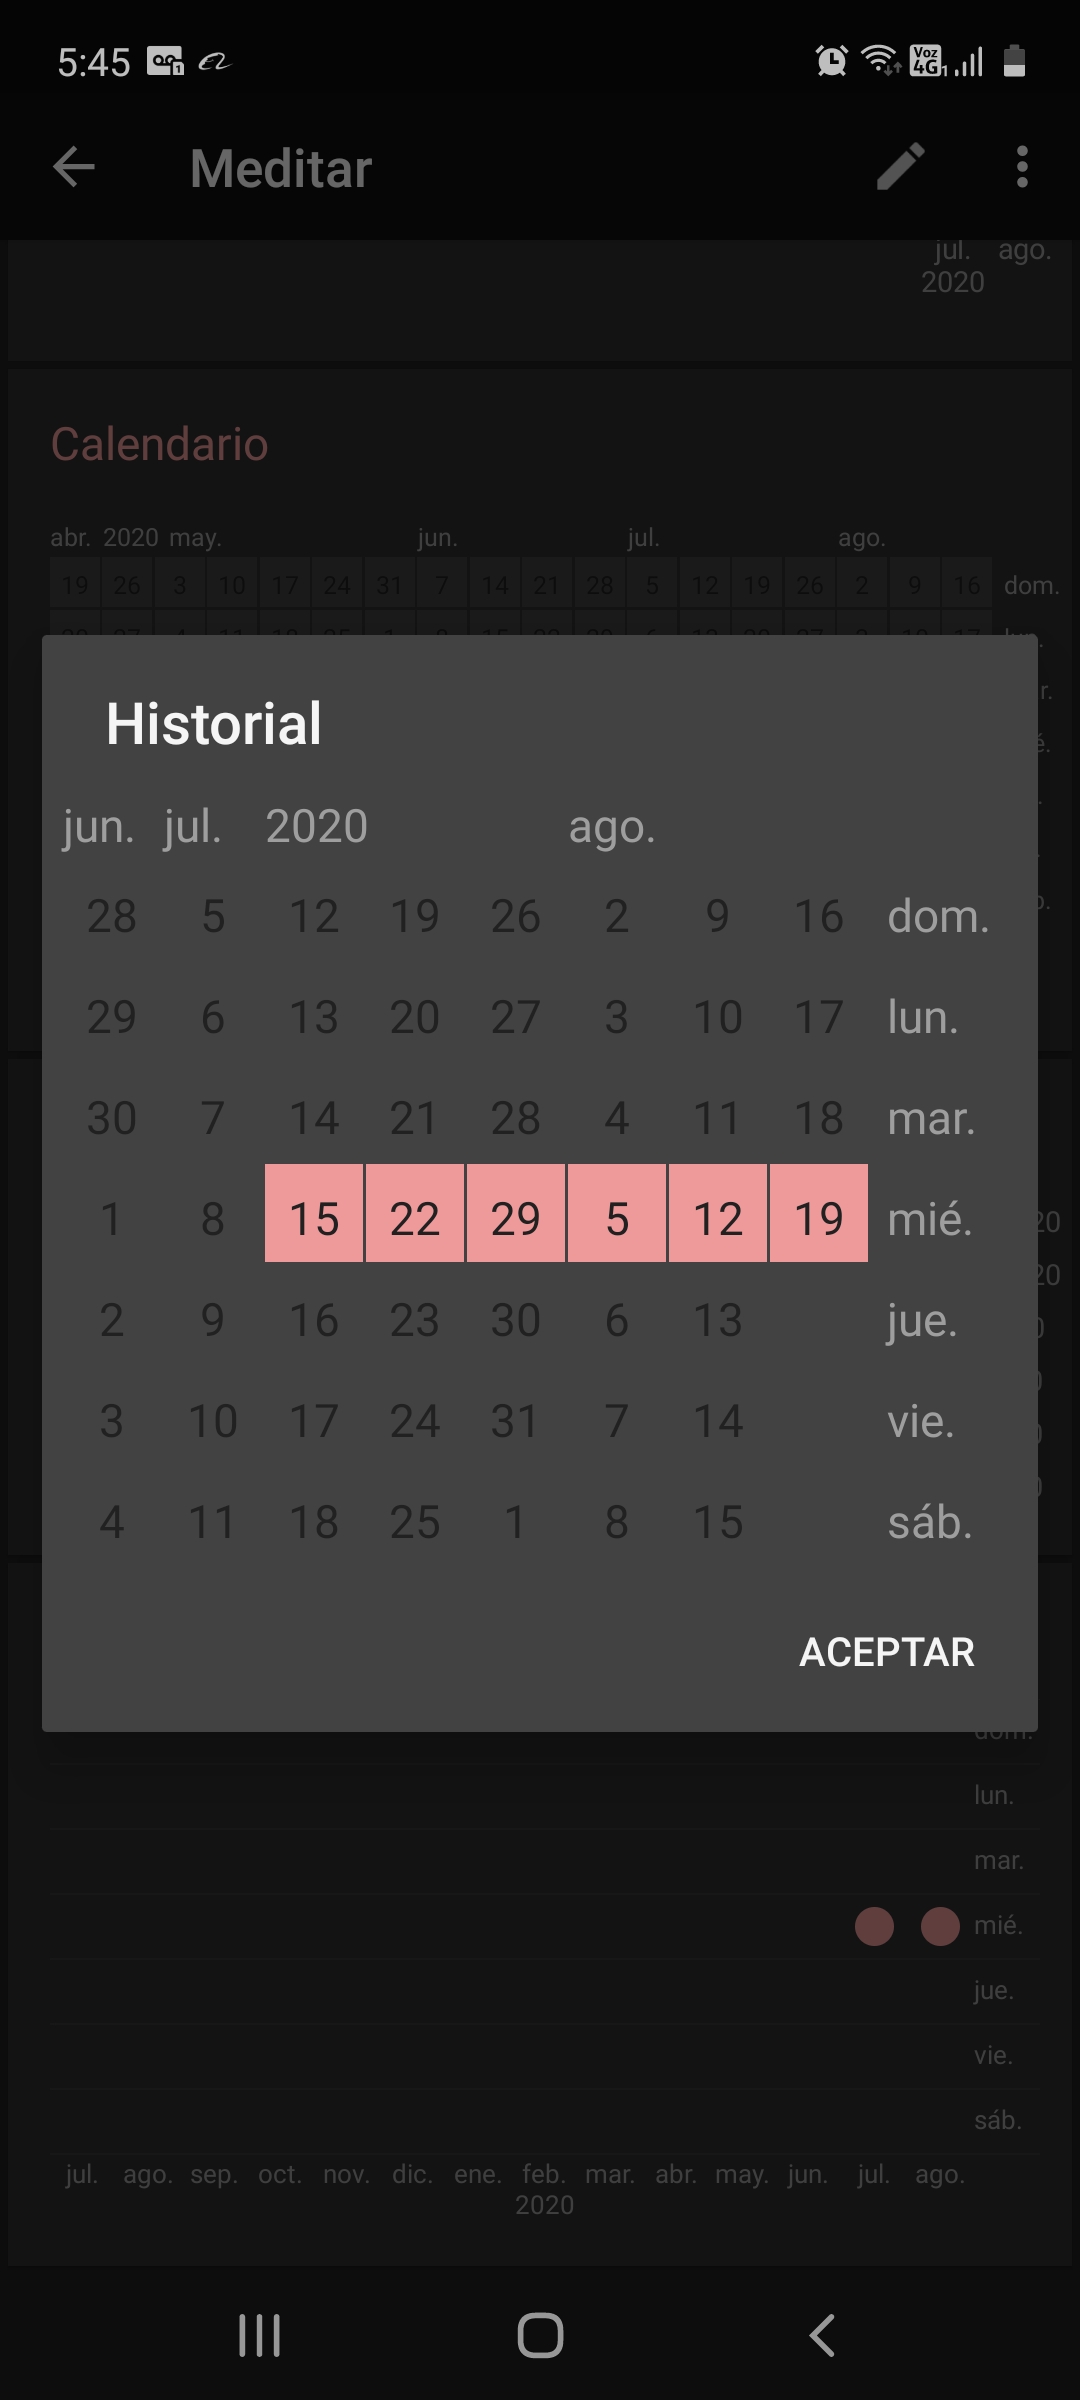 5:45 Voz 4G 1
Meditar
jul. ago.
2020
Calendario
abr. 2020 may. jun. jul. ago.
19 26 3 10 17 24 31 7 14 21 28 5 12 19 26 2 9 16 dom.
Historial
jun. jul. 2020 ago.
28 5 12 19 26 2 9 16 dom.
29 6 13 20 27 3 10 17 lun.
30 7 14 21 28 4 11 18 mar.
1 8 15 22 29 5 12 19 mié.
2 9 16 23 30 6 13 jue.
3 10 17 24 31 7 14 vie.
4 11 18 25 1 8 15 sáb.
ACEPTAR
dom.
lun.
mar.
mié.
jue.
vie.
sáb.
jul. ago. sep. oct. nov. dic. ene. feb. mar. abr. may. jun. jul. ago.
2020